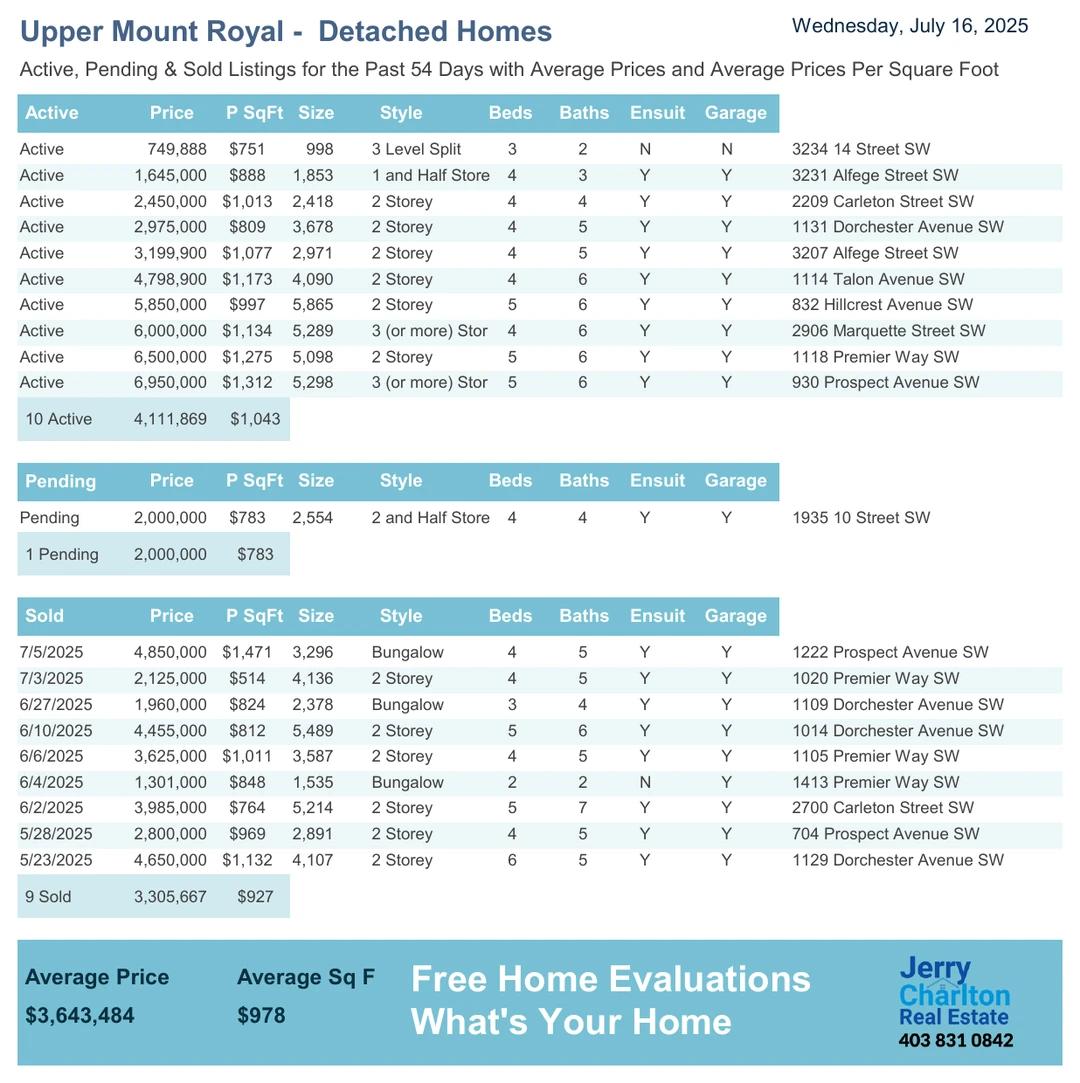 Upper Mount Royal - Detached Homes Wednesday, July 16, 2025
Active, Pending & Sold Listings for the Past 54 Days with Average Prices and Average Prices Per Square Foot
Active Price P SqFt Size Style Beds Baths Ensuit Garage
Active 749,888 $751 998 3 Level Split 3 2 N N 3234 14 Street SW
Active 1,645,000 $888 1,853 1 and Half Store 4 3 Y Y 3231 Alfege Street SW
Active 2,450,000 $1,013 2,418 2 Storey 4 4 Y Y 2209 Carleton Street SW
Active 2,975,000 $809 3,678 2 Storey 4 5 Y Y 1131 Dorchester Avenue SW
Active 3,199,900 $1,077 2,971 2 Storey 4 5 Y Y 3207 Alfege Street SW
Active 4,798,900 $1,173 4,090 2 Storey 4 6 Y Y 1114 Talon Avenue SW
Active 5,850,000 $997 5,865 2 Storey 5 6 Y Y 832 Hillcrest Avenue SW
Active 6,000,000 $1,134 5,289 3 (or more) Stor 4 6 Y Y 2906 Marquette Street SW
Active 6,500,000 $1,275 5,098 2 Storey 5 6 Y Y 1118 Premier Way SW
Active 6,950,000 $1,312 5,298 3 (or more) Stor 5 6 Y Y 930 Prospect Avenue SW
10 Active 4,111,869 $1,043
Pending Price P SqFt Size Style Beds Baths Ensuit Garage
Pending 2,000,000 $783 2,554 2 and Half Store 4 4 Y Y 1935 10 Street SW
1 Pending 2,000,000 $783
Sold Price P SqFt Size Style Beds Baths Ensuit Garage
7/5/2025 4,850,000 $1,471 3,296 Bungalow 4 5 Y Y 1222 Prospect Avenue SW
7/3/2025 2,125,000 $514 4,136 2 Storey 4 5 Y Y 1020 Premier Way SW
6/27/2025 1,960,000 $824 2,378 Bungalow 3 4 Y Y 1109 Dorchester Avenue SW
6/10/2025 4,455,000 $812 5,489 2 Storey 5 6 Y Y 1014 Dorchester Avenue SW
6/6/2025 3,625,000 $1,011 3,587 2 Storey 4 5 Y Y 1105 Premier Way SW
6/4/2025 1,301,000 $848 1,535 Bungalow 2 2 N Y 1413 Premier Way SW
6/2/2025 3,985,000 $764 5,214 2 Storey 5 7 Y Y 2700 Carleton Street SW
5/28/2025 2,800,000 $969 2,891 2 Storey 4 5 Y Y 704 Prospect Avenue SW
5/23/2025 4,650,000 $1,132 4,107 2 Storey 6 5 Y Y 1129 Dorchester Avenue SW
9 Sold 3,305,667 $927
Average Price Average Sq F
$3,643,484 $978
Free Home Evaluations
What's Your Home
Jerry
Charlton
Real Estate
403 831 0842